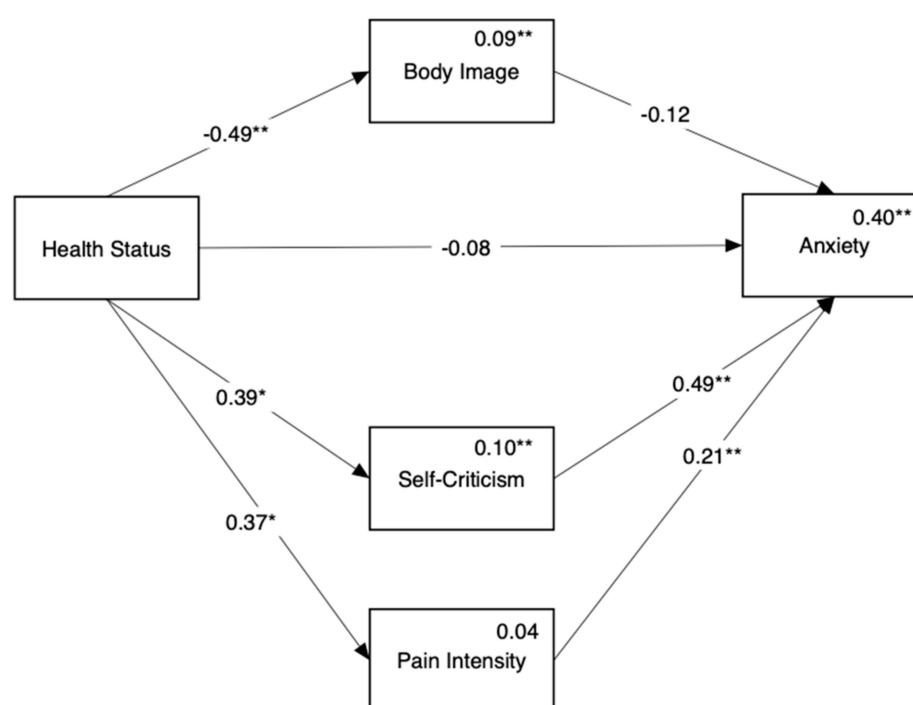 0.09**
Body Image
-0.49**
-0.12
0.40**
Anxiety
Health Status
-0.08
0.39*
0.49**
0.10**
Self-Criticism
0.21**
0.37*
0.04
Pain Intensity